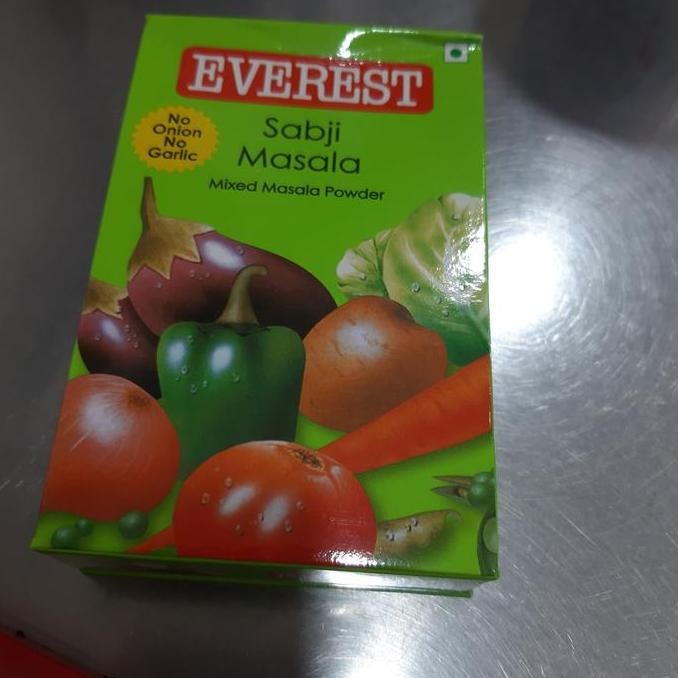 EVEREST
No
Onion
No
Garlic
Sabji
Masala
Mixed Masala Powder